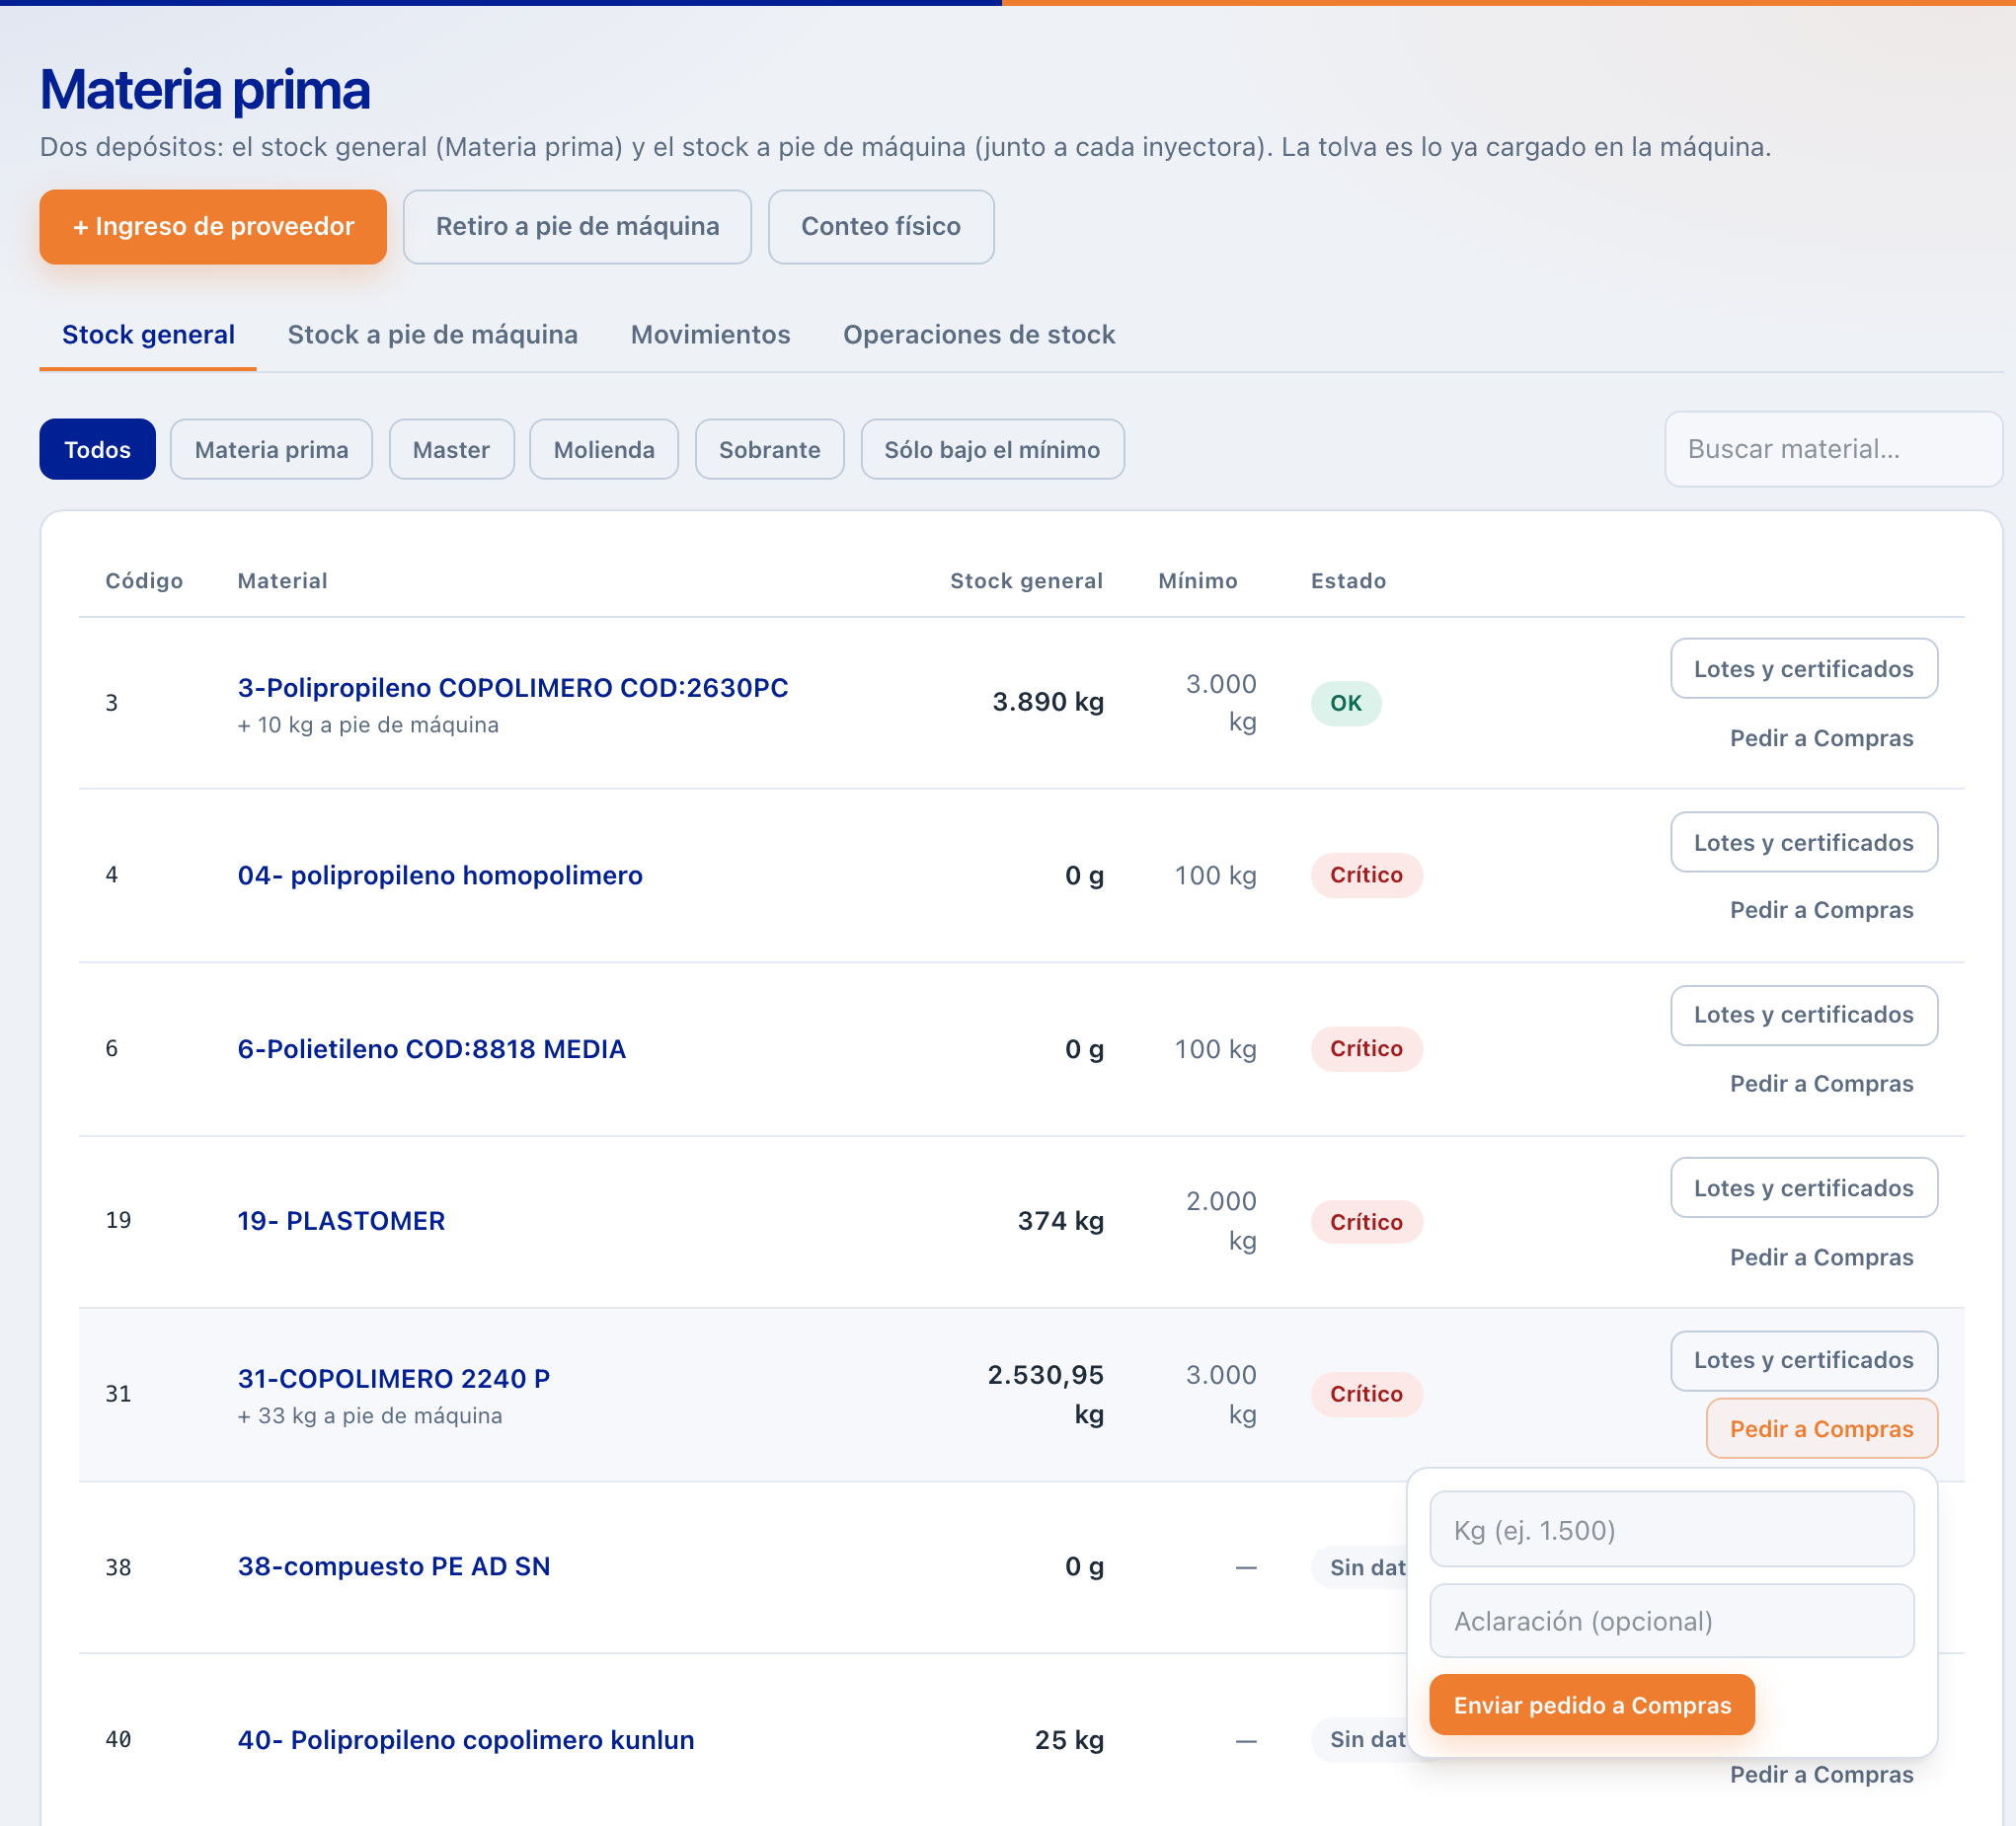 Materia prima
Dos depósitos: el stock general (Materia prima) y el stock a pie de máquina (junto a cada inyectora). La tolva es lo ya cargado en la máquina.
+ Ingreso de proveedor Retiro a pie de máquina Conteo físico
Stock general Stock a pie de máquina Movimientos Operaciones de stock
Todos Materia prima Master Molienda Sobrante Sólo bajo el mínimo Buscar material...
Código Material Stock general Mínimo Estado
3 3-Polipropileno COPOLIMERO COD:2630PC 3.890 kg 3.000 kg OK Lotes y certificados
+ 10 kg a pie de máquina Pedir a Compras
4 04- polipropileno homopolimero 0 g 100 kg Crítico Lotes y certificados
Pedir a Compras
6 6-Polietileno COD:8818 MEDIA 0 g 100 kg Crítico Lotes y certificados
Pedir a Compras
19 19- PLASTOMER 374 kg 2.000 kg Crítico Lotes y certificados
Pedir a Compras
31 31-COPOLIMERO 2240 P 2.530,95 kg 3.000 kg Crítico Lotes y certificados
+ 33 kg a pie de máquina Pedir a Compras
Kg (ej. 1.500)
38 38-compuesto PE AD SN 0 g — Sin dat
Aclaración (opcional)
Enviar pedido a Compras
40 40- Polipropileno copolimero kunlun 25 kg — Sin dat
Pedir a Compras